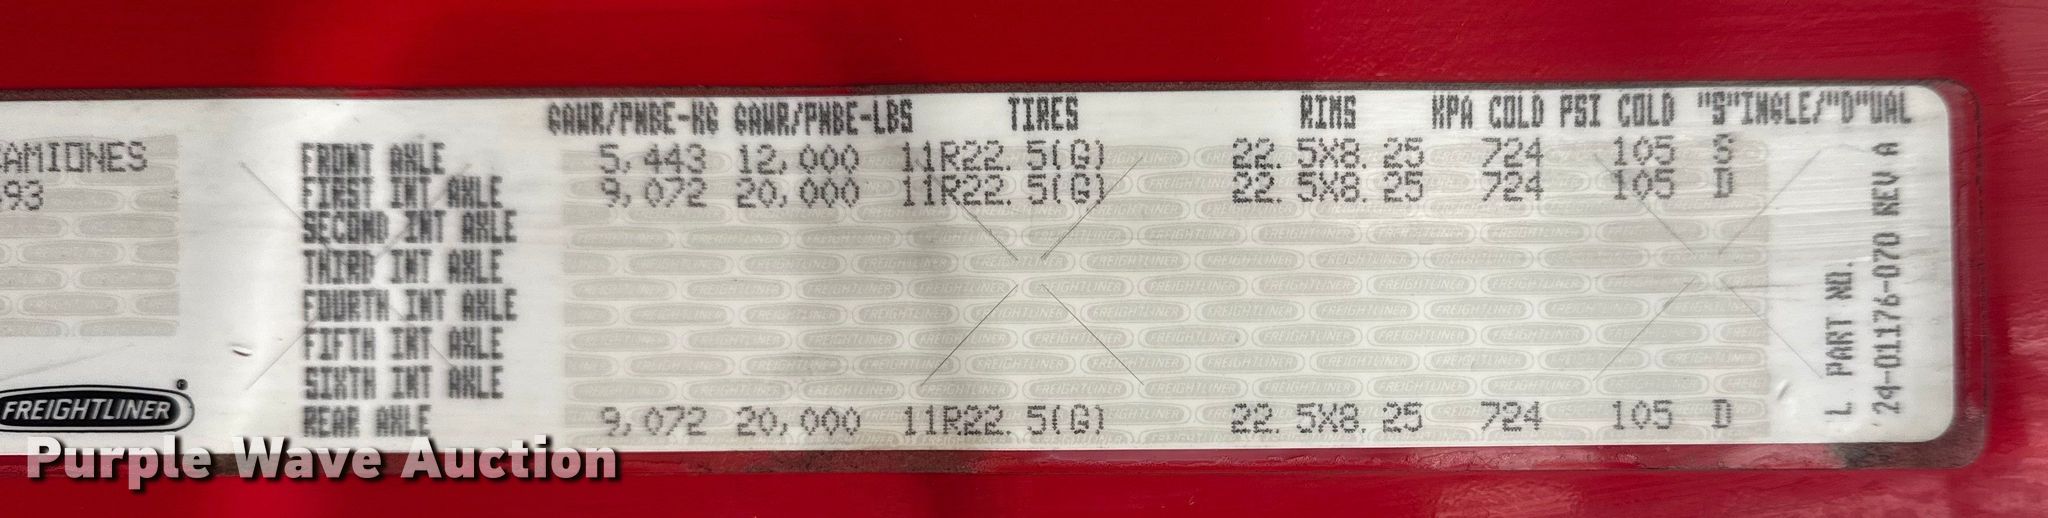 GAWR/PNBE-KG GAWR/PNBE-LBS TIRES RIMS KPA COLD PSI COLD "S"INGLE/"D"UAL
CAMIONES
FRONT AXLE 5,443 12,000 11R22.5(G) 22.5X8.25 724 105 S
493
FIRST INT AXLE 9,072 20,000 11R22.5(G) 22.5X8.25 724 105 D
SECOND INT AXLE
THIRD INT AXLE
FOURTH INT AXLE
FIFTH INT AXLE
SIXTH INT AXLE
REAR AXLE 9,072 20,000 11R22.5(G) 22.5X8.25 724 105 D
L PART NO.
24-01176-070 REV A
FREIGHTLINER®
Purple Wave Auction